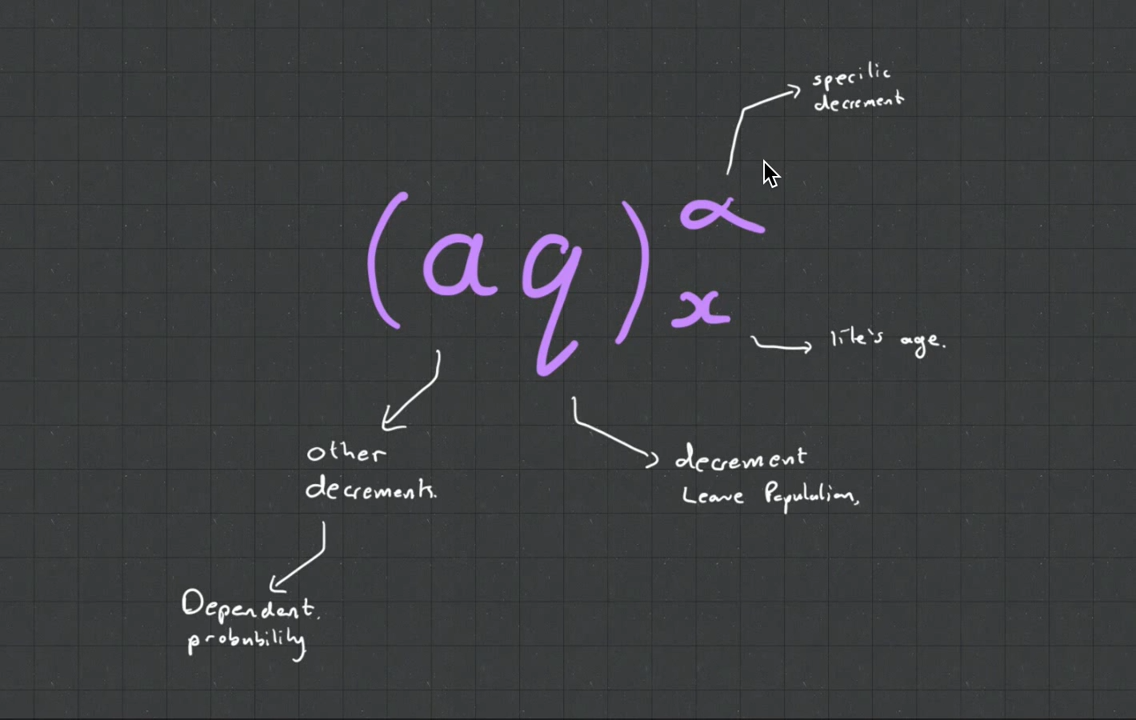 specific
decrement
(aq)
α
x
life's age.
other
decrements.
decrement
Leave Population,
Dependent.
probability